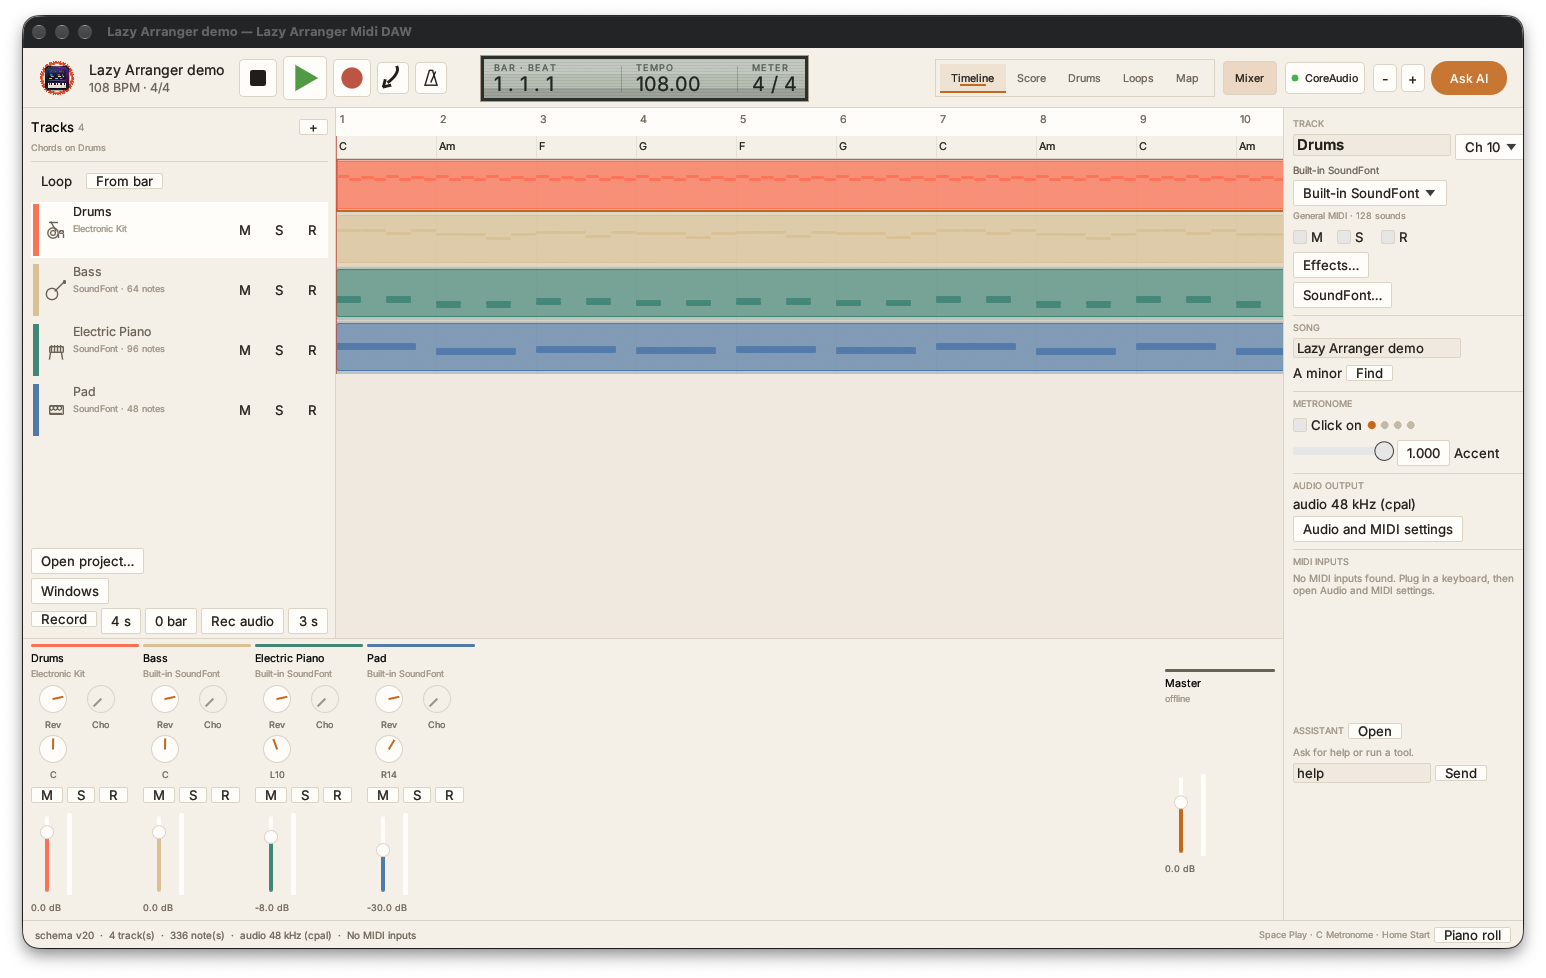 Lazy Arranger demo — Lazy Arranger Midi DAW
Lazy Arranger demo
108 BPM · 4/4
BAR · BEAT
1.1.1
TEMPO
108.00
METER
4 / 4
Timeline
Score
Drums
Loops
Map
Mixer
CoreAudio
-
+
Ask AI
Tracks 4
+
Chords on Drums
Loop
From bar
Drums
Electronic Kit
M S R
Bass
SoundFont · 64 notes
M S R
Electric Piano
SoundFont · 96 notes
M S R
Pad
SoundFont · 48 notes
M S R
Open project...
Windows
Record
4 s
0 bar
Rec audio
3 s
1 2 3 4 5 6 7 8 9 10
C Am F G F G C Am C Am
TRACK
Drums
Ch 10
Built-in SoundFont
Built-in SoundFont
General MIDI · 128 sounds
M S R
Effects...
SoundFont...
SONG
Lazy Arranger demo
A minor
Find
METRONOME
Click on
1.000
Accent
AUDIO OUTPUT
audio 48 kHz (cpal)
Audio and MIDI settings
MIDI INPUTS
No MIDI inputs found. Plug in a keyboard, then
open Audio and MIDI settings.
ASSISTANT
Open
Ask for help or run a tool.
help
Send
Drums
Electronic Kit
Rev Cho
C
M S R
0.0 dB
Bass
Built-in SoundFont
Rev Cho
C
M S R
0.0 dB
Electric Piano
Built-in SoundFont
Rev Cho
L10
M S R
-8.0 dB
Pad
Built-in SoundFont
Rev Cho
R14
M S R
-30.0 dB
Master
offline
0.0 dB
schema v20 · 4 track(s) · 336 note(s) · audio 48 kHz (cpal) · No MIDI inputs
Space Play · C Metronome · Home Start
Piano roll